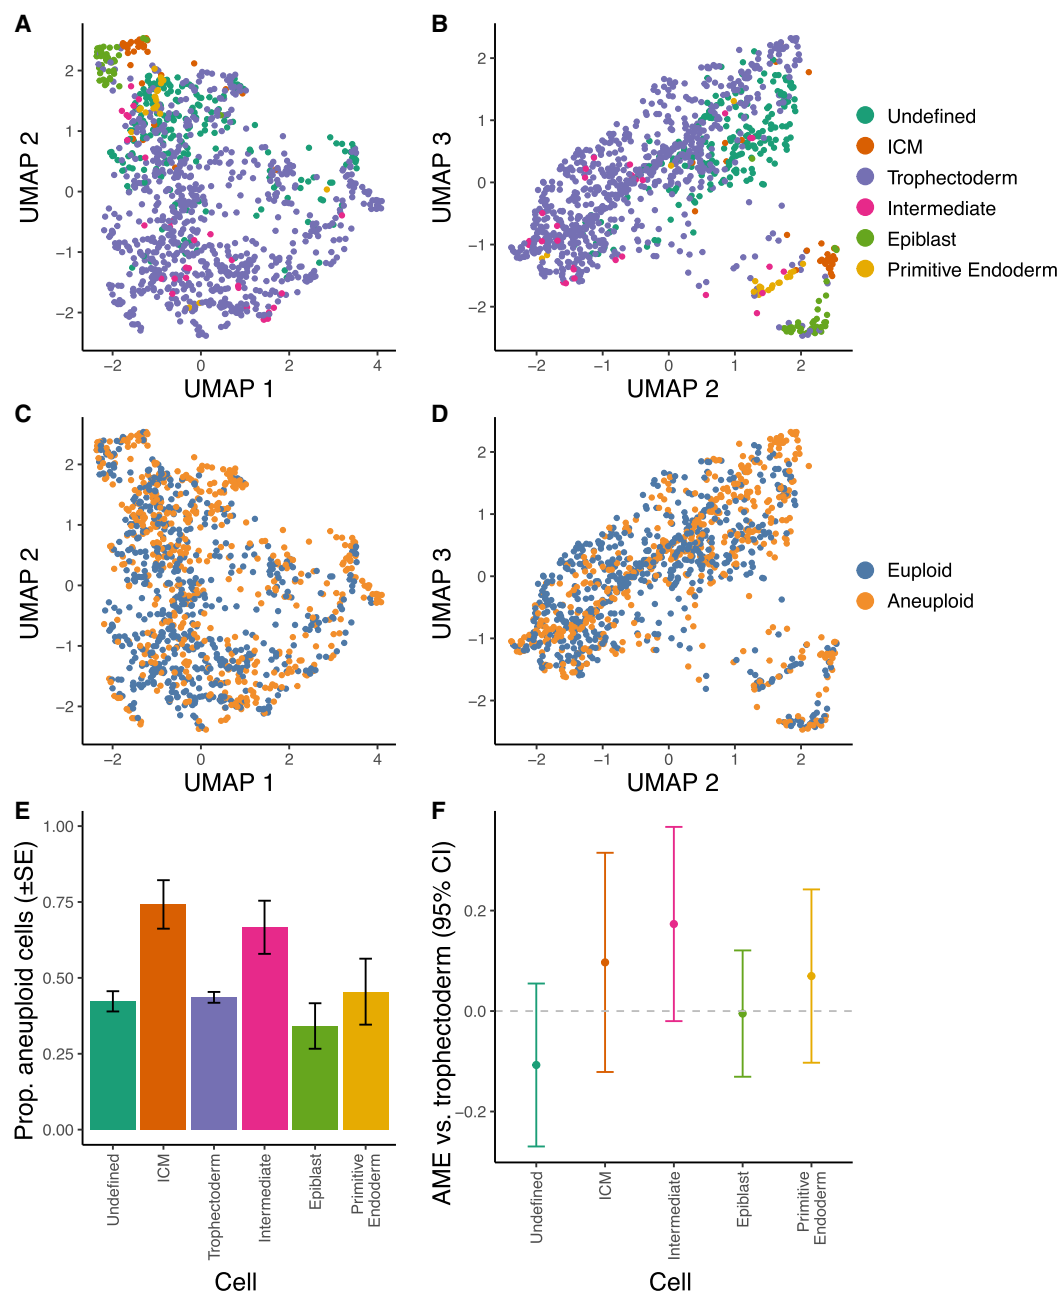 A
B
UMAP 2
2
1
0
−1
−2
−2
0
2
4
UMAP 1
UMAP 3
2
1
0
−1
−2
−2
−1
0
1
2
UMAP 2
Undefined
ICM
Trophectoderm
Intermediate
Epiblast
Primitive Endoderm
C
D
UMAP 2
2
1
0
−1
−2
−2
0
2
4
UMAP 1
UMAP 3
2
1
0
−1
−2
−2
−1
0
1
2
UMAP 2
Euploid
Aneuploid
E
F
Prop. aneuploid cells (±SE)
1.00
0.75
0.50
0.25
0.00
Undefined
ICM
Trophectoderm
Intermediate
Epiblast
Primitive
Endoderm
Cell
AME vs. trophectoderm (95% CI)
0.2
0.0
−0.2
Undefined
ICM
Intermediate
Epiblast
Primitive
Endoderm
Cell